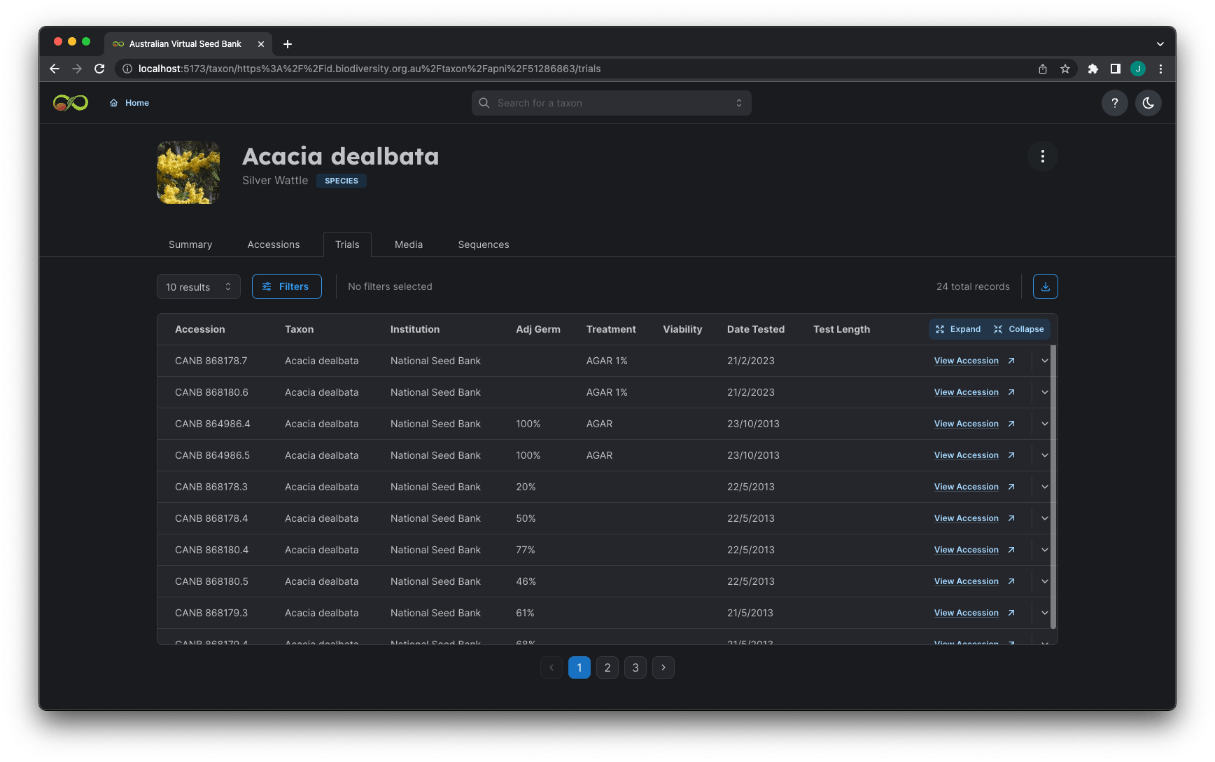 Australian Virtual Seed Bank
localhost:5173/taxon/https%3A%2F%2Fid.biodiversity.org.au%2Ftaxon%2Fapni%2F51286863/trials
J
Home
Search for a taxon
?
Acacia dealbata
Silver Wattle SPECIES
Summary Accessions Trials Media Sequences
10 results Filters No filters selected 24 total records
Accession Taxon Institution Adj Germ Treatment Viability Date Tested Test Length Expand Collapse
CANB 868178.7 Acacia dealbata National Seed Bank AGAR 1% 21/2/2023 View Accession
CANB 868180.6 Acacia dealbata National Seed Bank AGAR 1% 21/2/2023 View Accession
CANB 864986.4 Acacia dealbata National Seed Bank 100% AGAR 23/10/2013 View Accession
CANB 864986.5 Acacia dealbata National Seed Bank 100% AGAR 23/10/2013 View Accession
CANB 868178.3 Acacia dealbata National Seed Bank 20% 22/5/2013 View Accession
CANB 868178.4 Acacia dealbata National Seed Bank 50% 22/5/2013 View Accession
CANB 868180.4 Acacia dealbata National Seed Bank 77% 22/5/2013 View Accession
CANB 868180.5 Acacia dealbata National Seed Bank 46% 22/5/2013 View Accession
CANB 868179.3 Acacia dealbata National Seed Bank 61% 21/5/2013 View Accession
CANB 868179.4 Acacia dealbata National Seed Bank 68% 21/5/2013 View Accession
1 2 3